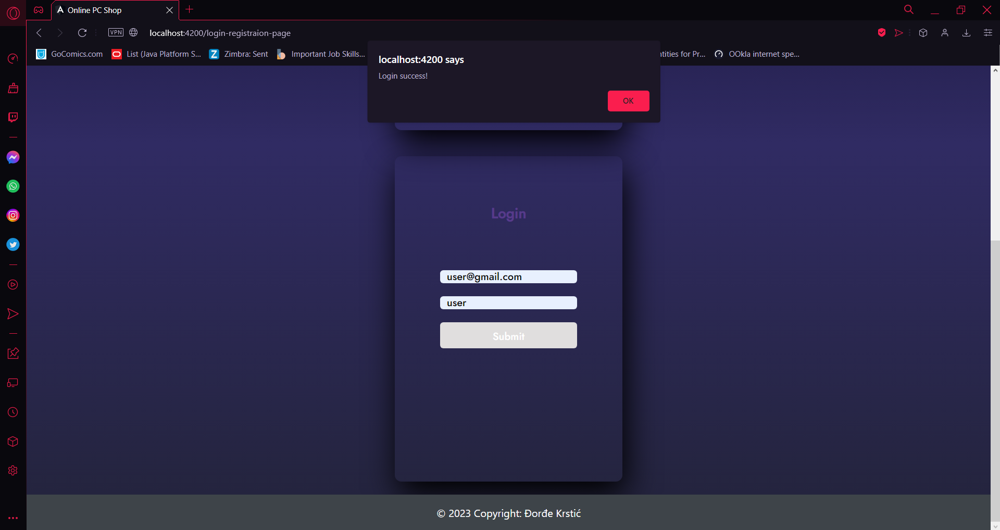 Online PC Shop
VPN
localhost:4200/login-registraion-page
GoComics.com
List (Java Platform S...
Zimbra: Sent
Important Job Skills...
ntities for Pr...
OOkla internet spe...
localhost:4200 says
Login success!
OK
Login
user@gmail.com
user
Submit
© 2023 Copyright: Đorđe Krstić